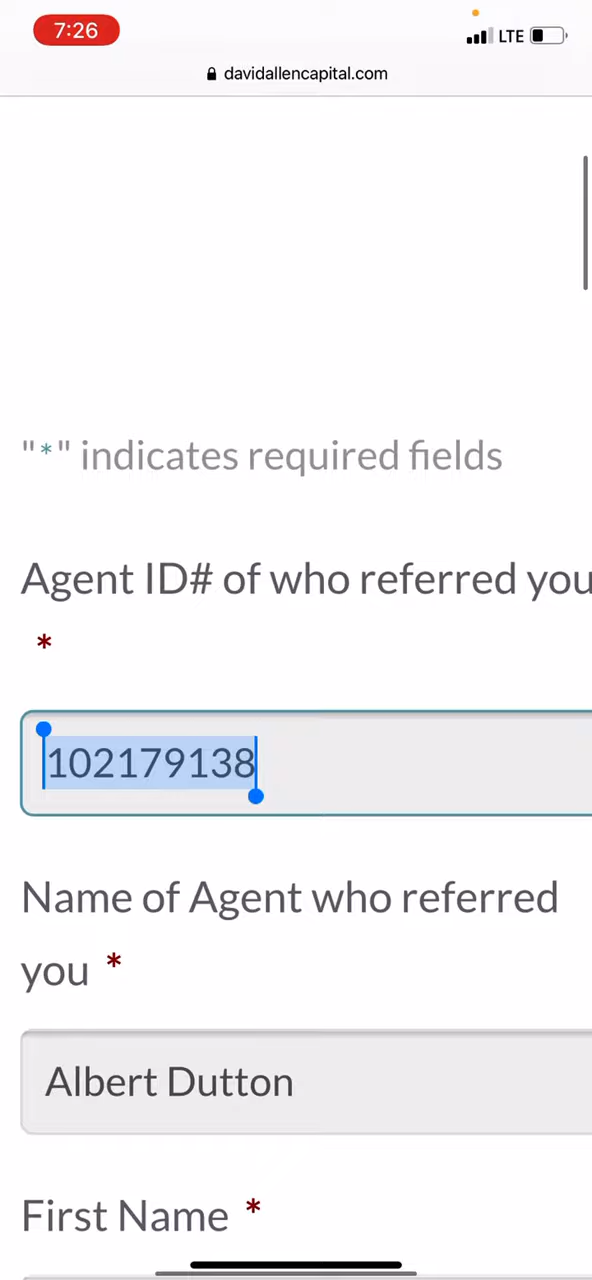 7:26
LTE
davidallencapital.com
"*" indicates required fields
Agent ID# of who referred you
*
102179138
Name of Agent who referred
you *
Albert Dutton
First Name *